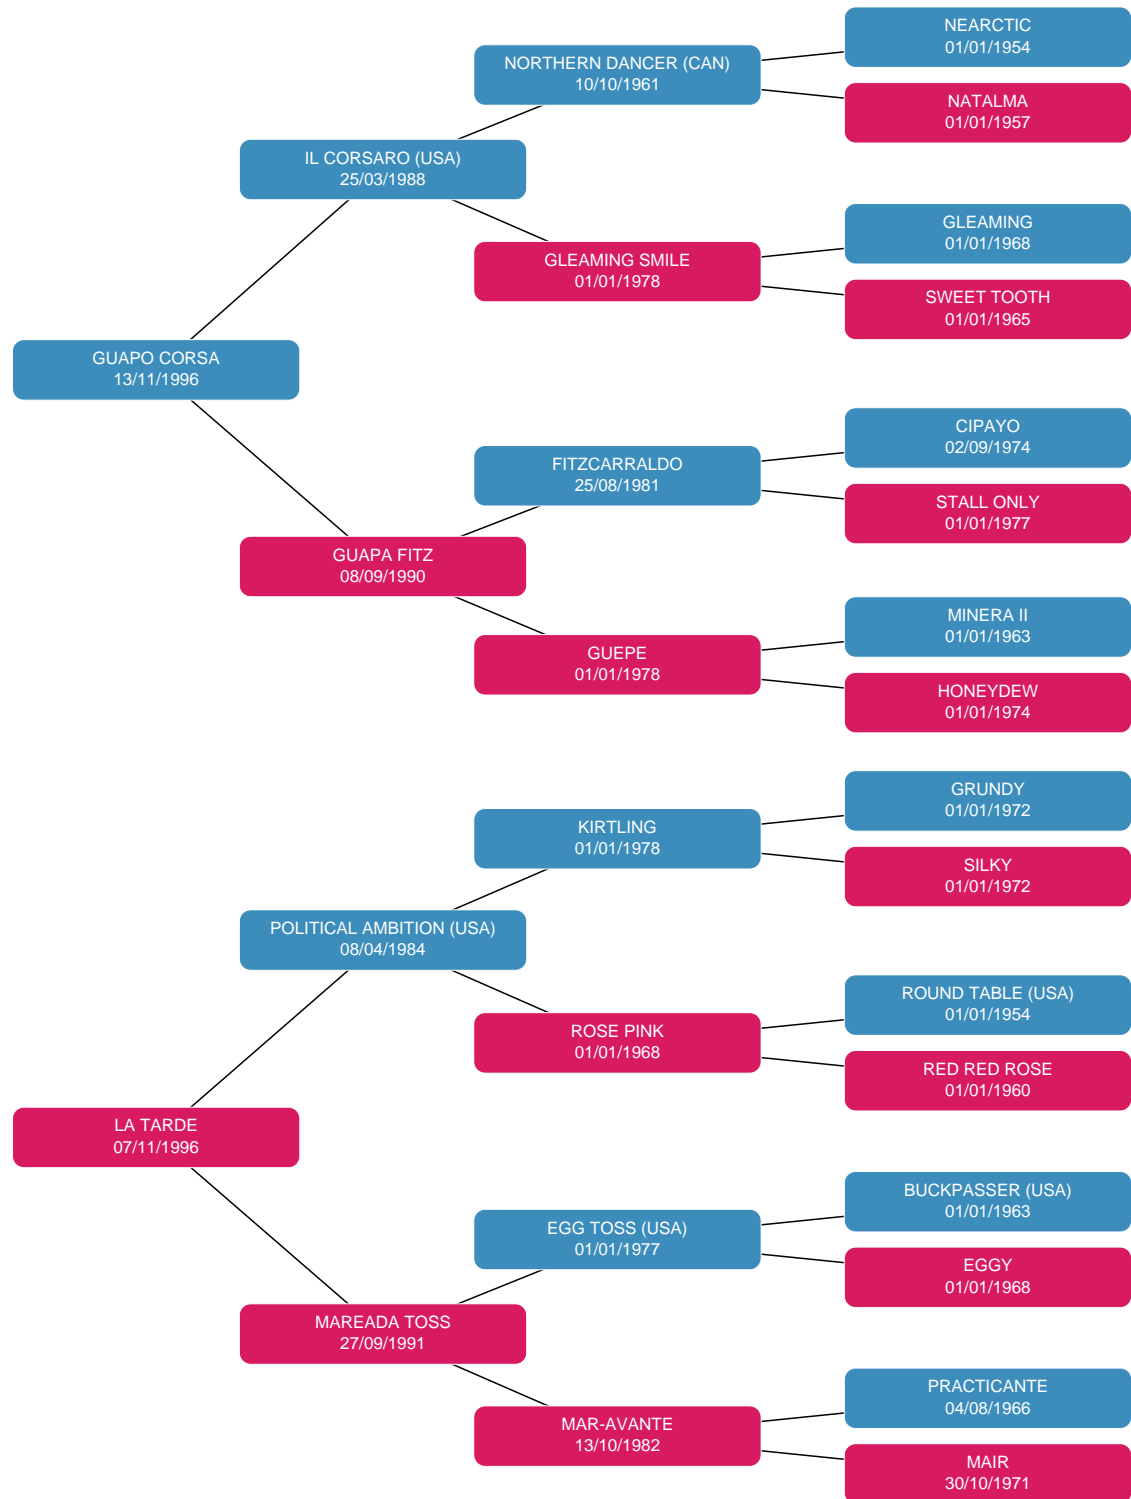 NEARCTIC
01/01/1954
NORTHERN DANCER (CAN)
10/10/1961
NATALMA
01/01/1957
IL CORSARO (USA)
25/03/1988
GLEAMING
01/01/1968
GLEAMING SMILE
01/01/1978
SWEET TOOTH
01/01/1965
GUAPO CORSA
13/11/1996
CIPAYO
02/09/1974
FITZCARRALDO
25/08/1981
STALL ONLY
01/01/1977
GUAPA FITZ
08/09/1990
MINERA II
01/01/1963
GUEPE
01/01/1978
HONEYDEW
01/01/1974
GRUNDY
01/01/1972
KIRTLING
01/01/1978
SILKY
01/01/1972
POLITICAL AMBITION (USA)
08/04/1984
ROUND TABLE (USA)
01/01/1954
ROSE PINK
01/01/1968
RED RED ROSE
01/01/1960
LA TARDE
07/11/1996
BUCKPASSER (USA)
01/01/1963
EGG TOSS (USA)
01/01/1977
EGGY
01/01/1968
MAREADA TOSS
27/09/1991
PRACTICANTE
04/08/1966
MAR-AVANTE
13/10/1982
MAIR
30/10/1971